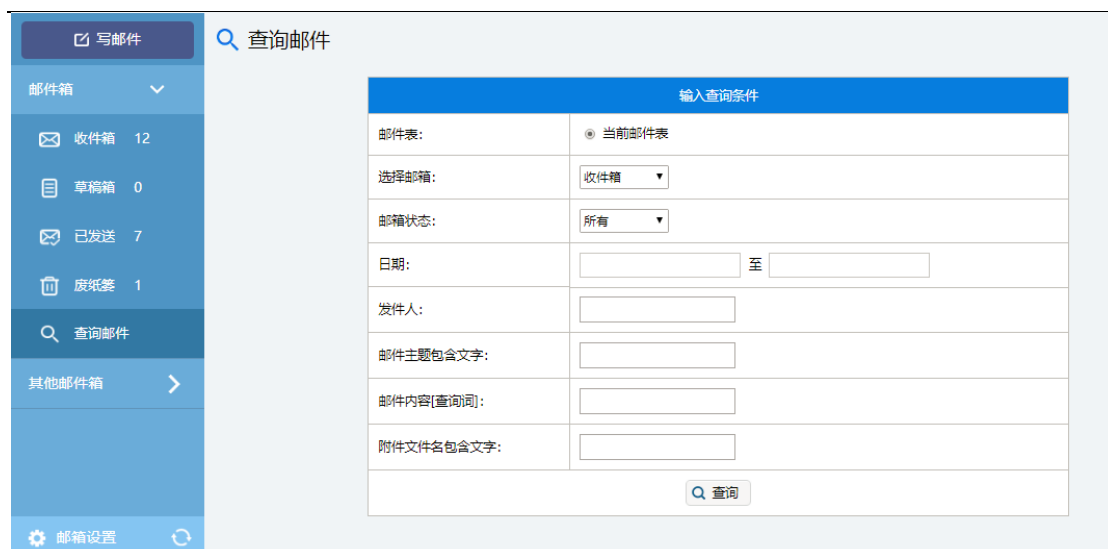 写邮件
邮件箱
收件箱 12
草稿箱 0
已发送 7
废纸篓 1
查询邮件
其他邮件箱
邮箱设置
查询邮件
输入查询条件
邮件表: 当前邮件表
选择邮箱: 收件箱
邮箱状态: 所有
日期: 至
发件人:
邮件主题包含文字:
邮件内容[查询词]:
附件文件名包含文字:
查询